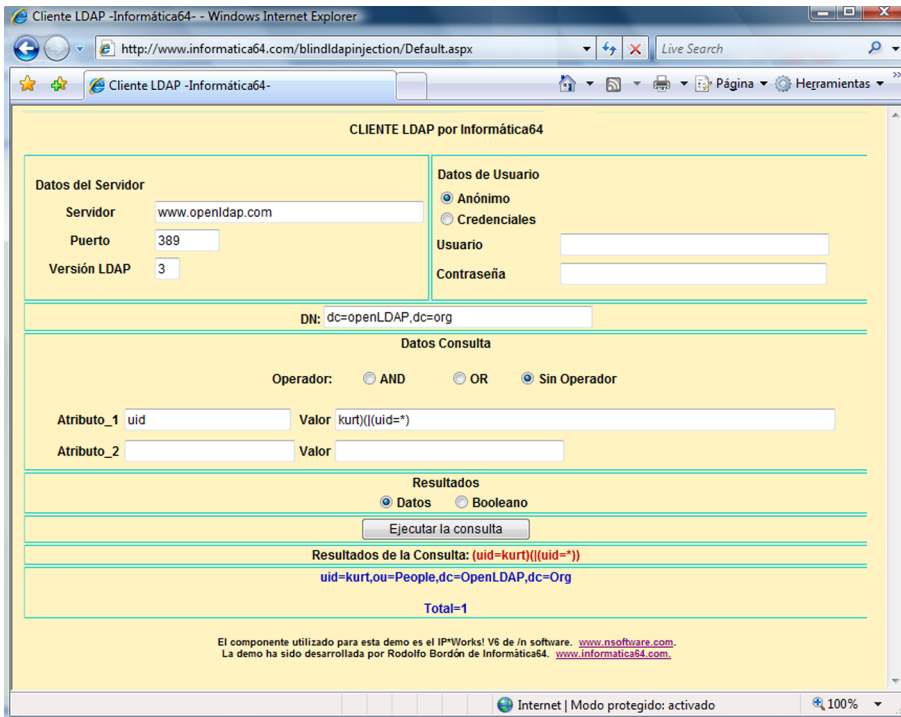 Cliente LDAP -Informática64- - Windows Internet Explorer
http://www.informatica64.com/blindldapinjection/Default.aspx
Live Search
Cliente LDAP -Informática64-
Página
Herramientas
CLIENTE LDAP por Informática64
Datos del Servidor
Servidor www.openldap.com
Puerto 389
Versión LDAP 3
Datos de Usuario
Anónimo
Credenciales
Usuario
Contraseña
DN: dc=openLDAP,dc=org
Datos Consulta
Operador: AND OR Sin Operador
Atributo_1 uid Valor kurt)(|(uid=*)
Atributo_2 Valor
Resultados
Datos Booleano
Ejecutar la consulta
Resultados de la Consulta: (uid=kurt)(|(uid=*))
uid=kurt,ou=People,dc=OpenLDAP,dc=Org
Total=1
El componente utilizado para esta demo es el IP*Works! V6 de /n software. www.nsoftware.com.
La demo ha sido desarrollada por Rodolfo Bordón de Informática64. www.informatica64.com.
Internet | Modo protegido: activado
100%